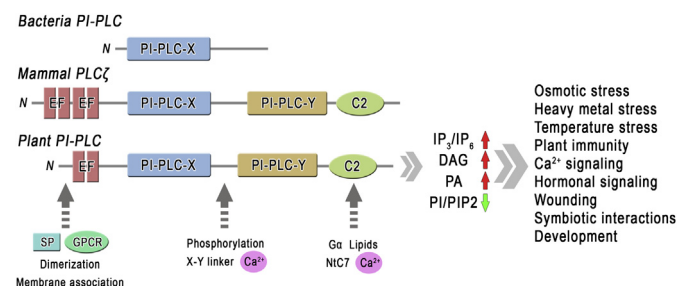 Bacteria PI-PLC
N
PI-PLC-X
Mammal PLCζ
N
EF EF PI-PLC-X PI-PLC-Y C2
Plant PI-PLC
N
EF PI-PLC-X PI-PLC-Y C2
SP GPCR
Dimerization
Membrane association
Phosphorylation
X-Y linker Ca²⁺
Gα Lipids
NtC7 Ca²⁺
IP₃/IP₆
DAG
PA
PI/PIP2
Osmotic stress
Heavy metal stress
Temperature stress
Plant immunity
Ca²⁺ signaling
Hormonal signaling
Wounding
Symbiotic interactions
Development